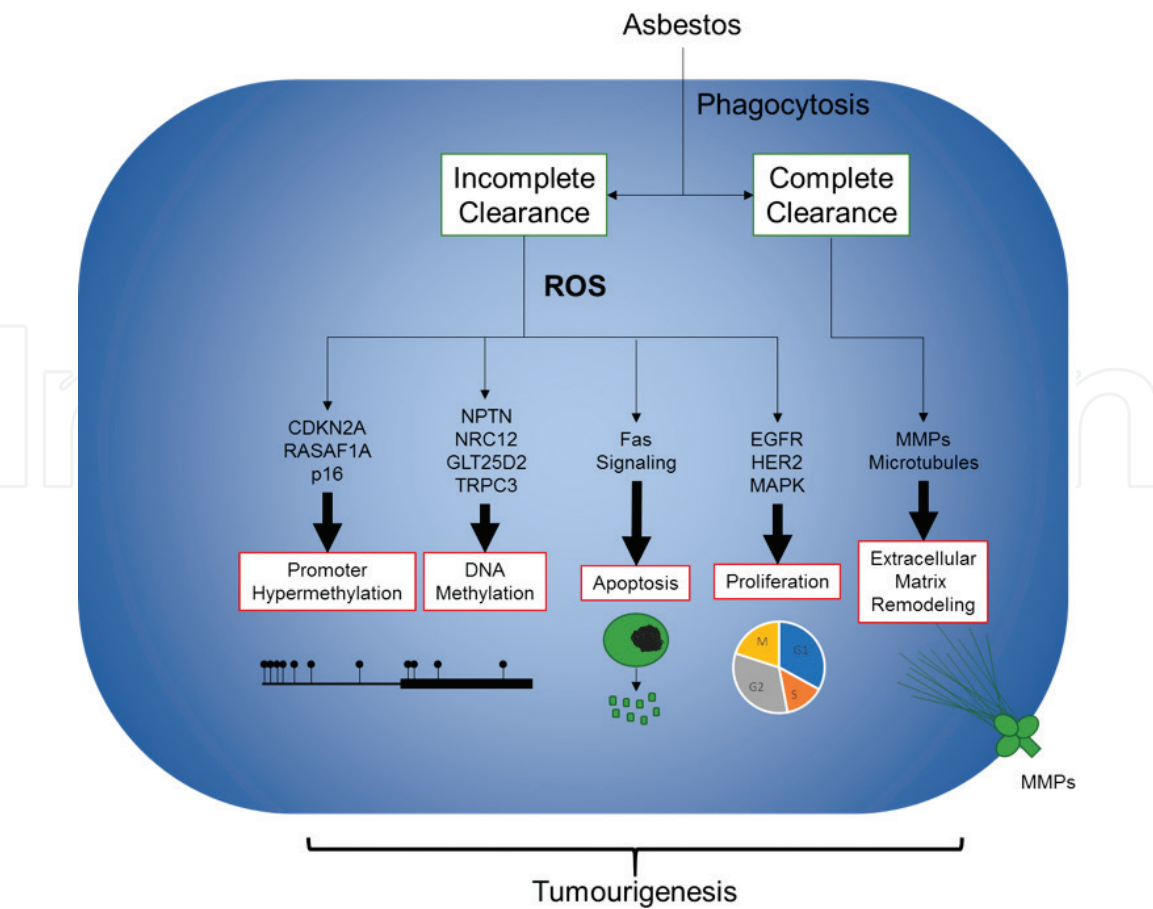 Asbestos
Phagocytosis
Incomplete
Clearance
Complete
Clearance
ROS
CDKN2A
RASAF1A
p16
NPTN
NRC12
GLT25D2
TRPC3
Fas
Signaling
EGFR
HER2
MAPK
MMPs
Microtubules
Promoter
Hypermethylation
DNA
Methylation
Apoptosis
Proliferation
Extracellular
Matrix
Remodeling
M
G1
G2
S
MMPs
Tumourigenesis